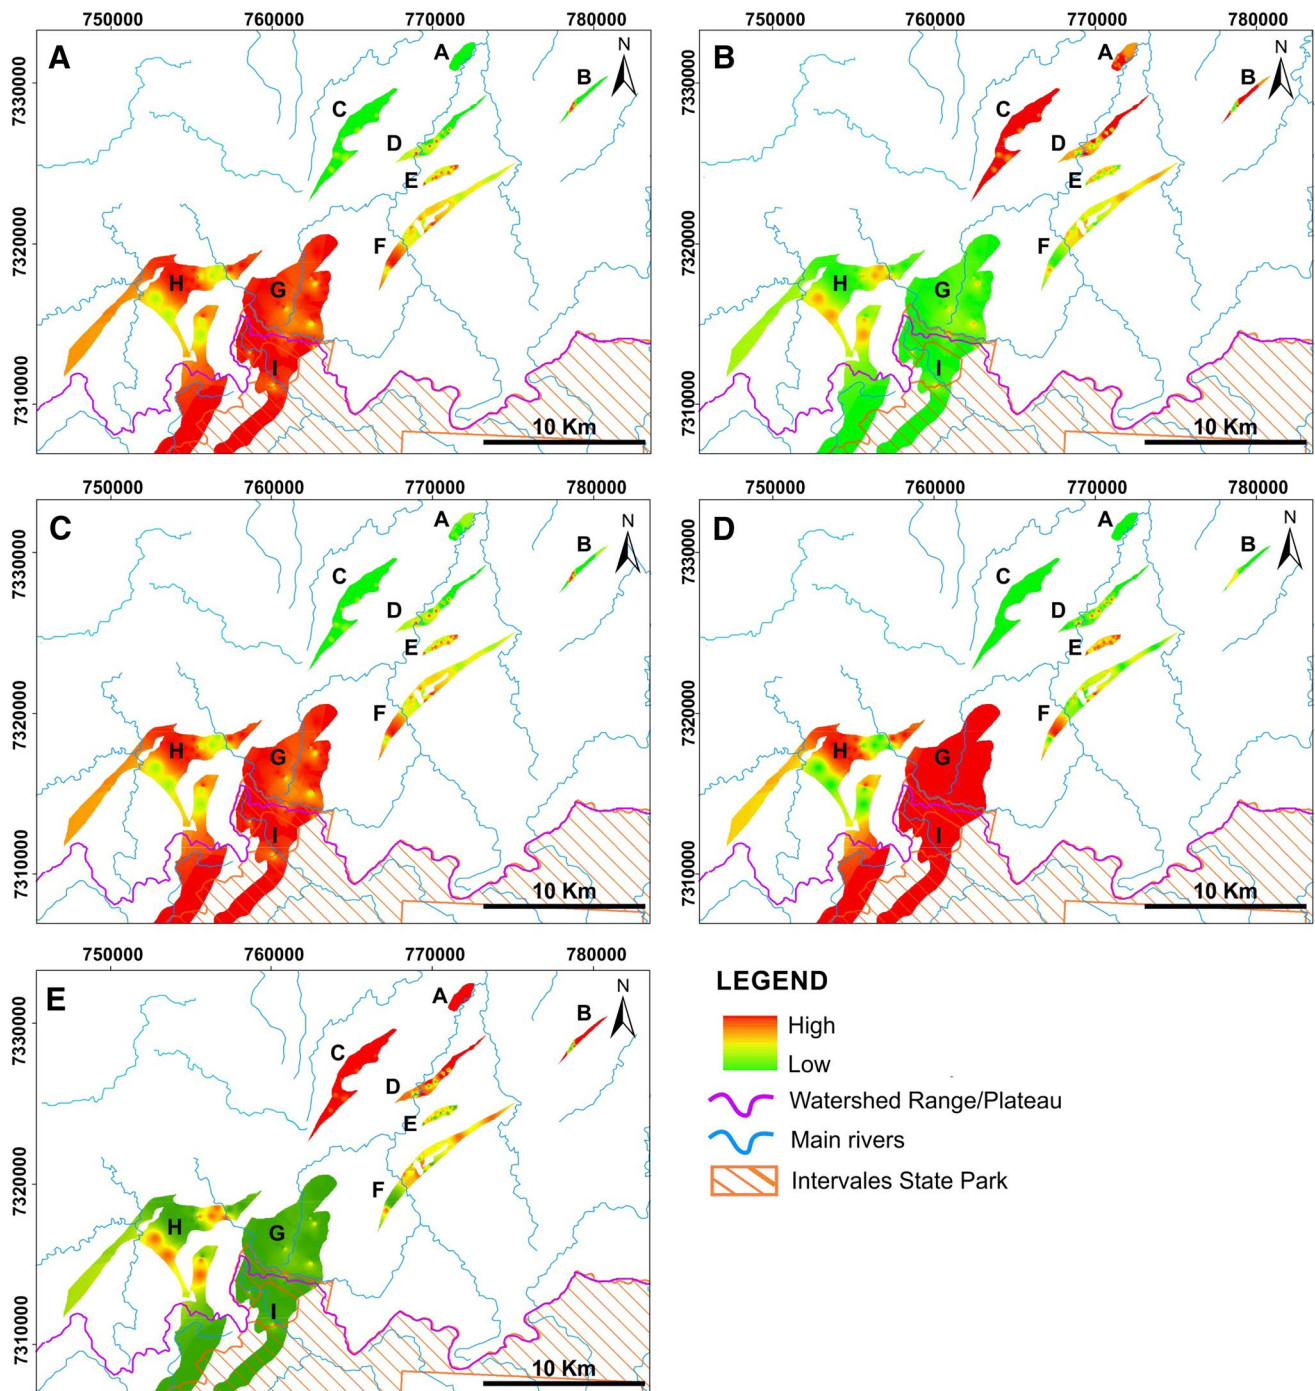 750000 760000 770000 780000
750000 760000 770000 780000
A
A
N
B
C
D
E
F
H
G
I
7330000
7320000
7310000
10 Km
B
A
N
B
C
D
E
F
H
G
I
7330000
7320000
7310000
10 Km
750000 760000 770000 780000
750000 760000 770000 780000
C
A
N
B
C
D
E
F
H
G
I
7330000
7320000
7310000
10 Km
D
A
N
B
C
D
E
F
H
G
I
7330000
7320000
7310000
10 Km
750000 760000 770000 780000
E
A
N
B
C
D
E
F
H
G
I
7330000
7320000
7310000
10 Km
LEGEND
High
Low
Watershed Range/Plateau
Main rivers
Intervales State Park